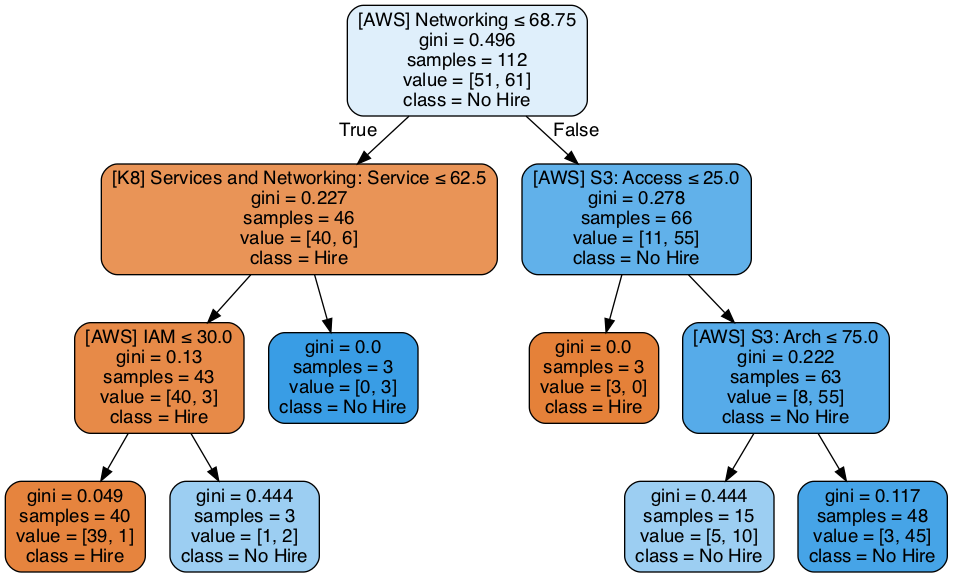 [AWS] Networking ≤ 68.75
gini = 0.496
samples = 112
value = [51, 61]
class = No Hire
True
False
[K8] Services and Networking: Service ≤ 62.5
gini = 0.227
samples = 46
value = [40, 6]
class = Hire
[AWS] S3: Access ≤ 25.0
gini = 0.278
samples = 66
value = [11, 55]
class = No Hire
[AWS] IAM ≤ 30.0
gini = 0.13
samples = 43
value = [40, 3]
class = Hire
gini = 0.0
samples = 3
value = [0, 3]
class = No Hire
gini = 0.0
samples = 3
value = [3, 0]
class = Hire
[AWS] S3: Arch ≤ 75.0
gini = 0.222
samples = 63
value = [8, 55]
class = No Hire
gini = 0.049
samples = 40
value = [39, 1]
class = Hire
gini = 0.444
samples = 3
value = [1, 2]
class = No Hire
gini = 0.444
samples = 15
value = [5, 10]
class = No Hire
gini = 0.117
samples = 48
value = [3, 45]
class = No Hire